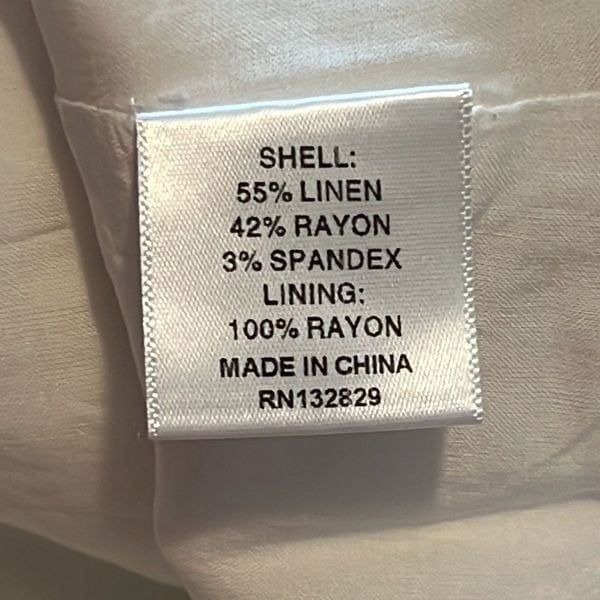 SHELL:
55% LINEN
42% RAYON
3% SPANDEX
LINING:
100% RAYON
MADE IN CHINA
RN132829